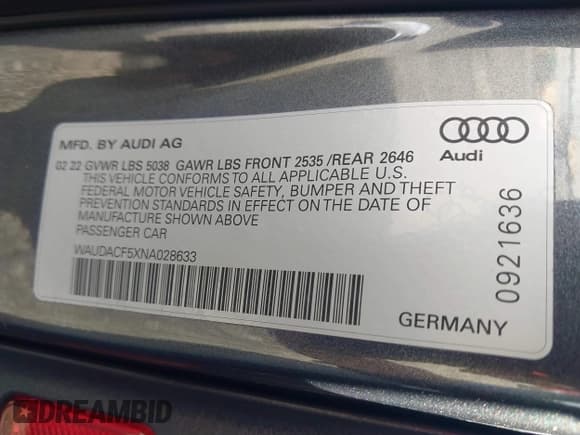 MFD. BY AUDI AG
02 22 GVWR LBS 5038 GAWR LBS FRONT 2535 /REAR 2646
THIS VEHICLE CONFORMS TO ALL APPLICABLE U.S.
FEDERAL MOTOR VEHICLE SAFETY, BUMPER AND THEFT
PREVENTION STANDARDS IN EFFECT ON THE DATE OF
MANUFACTURE SHOWN ABOVE
PASSENGER CAR
WAUDACF5XNA028633
Audi
0921636
GERMANY
DREAMBID